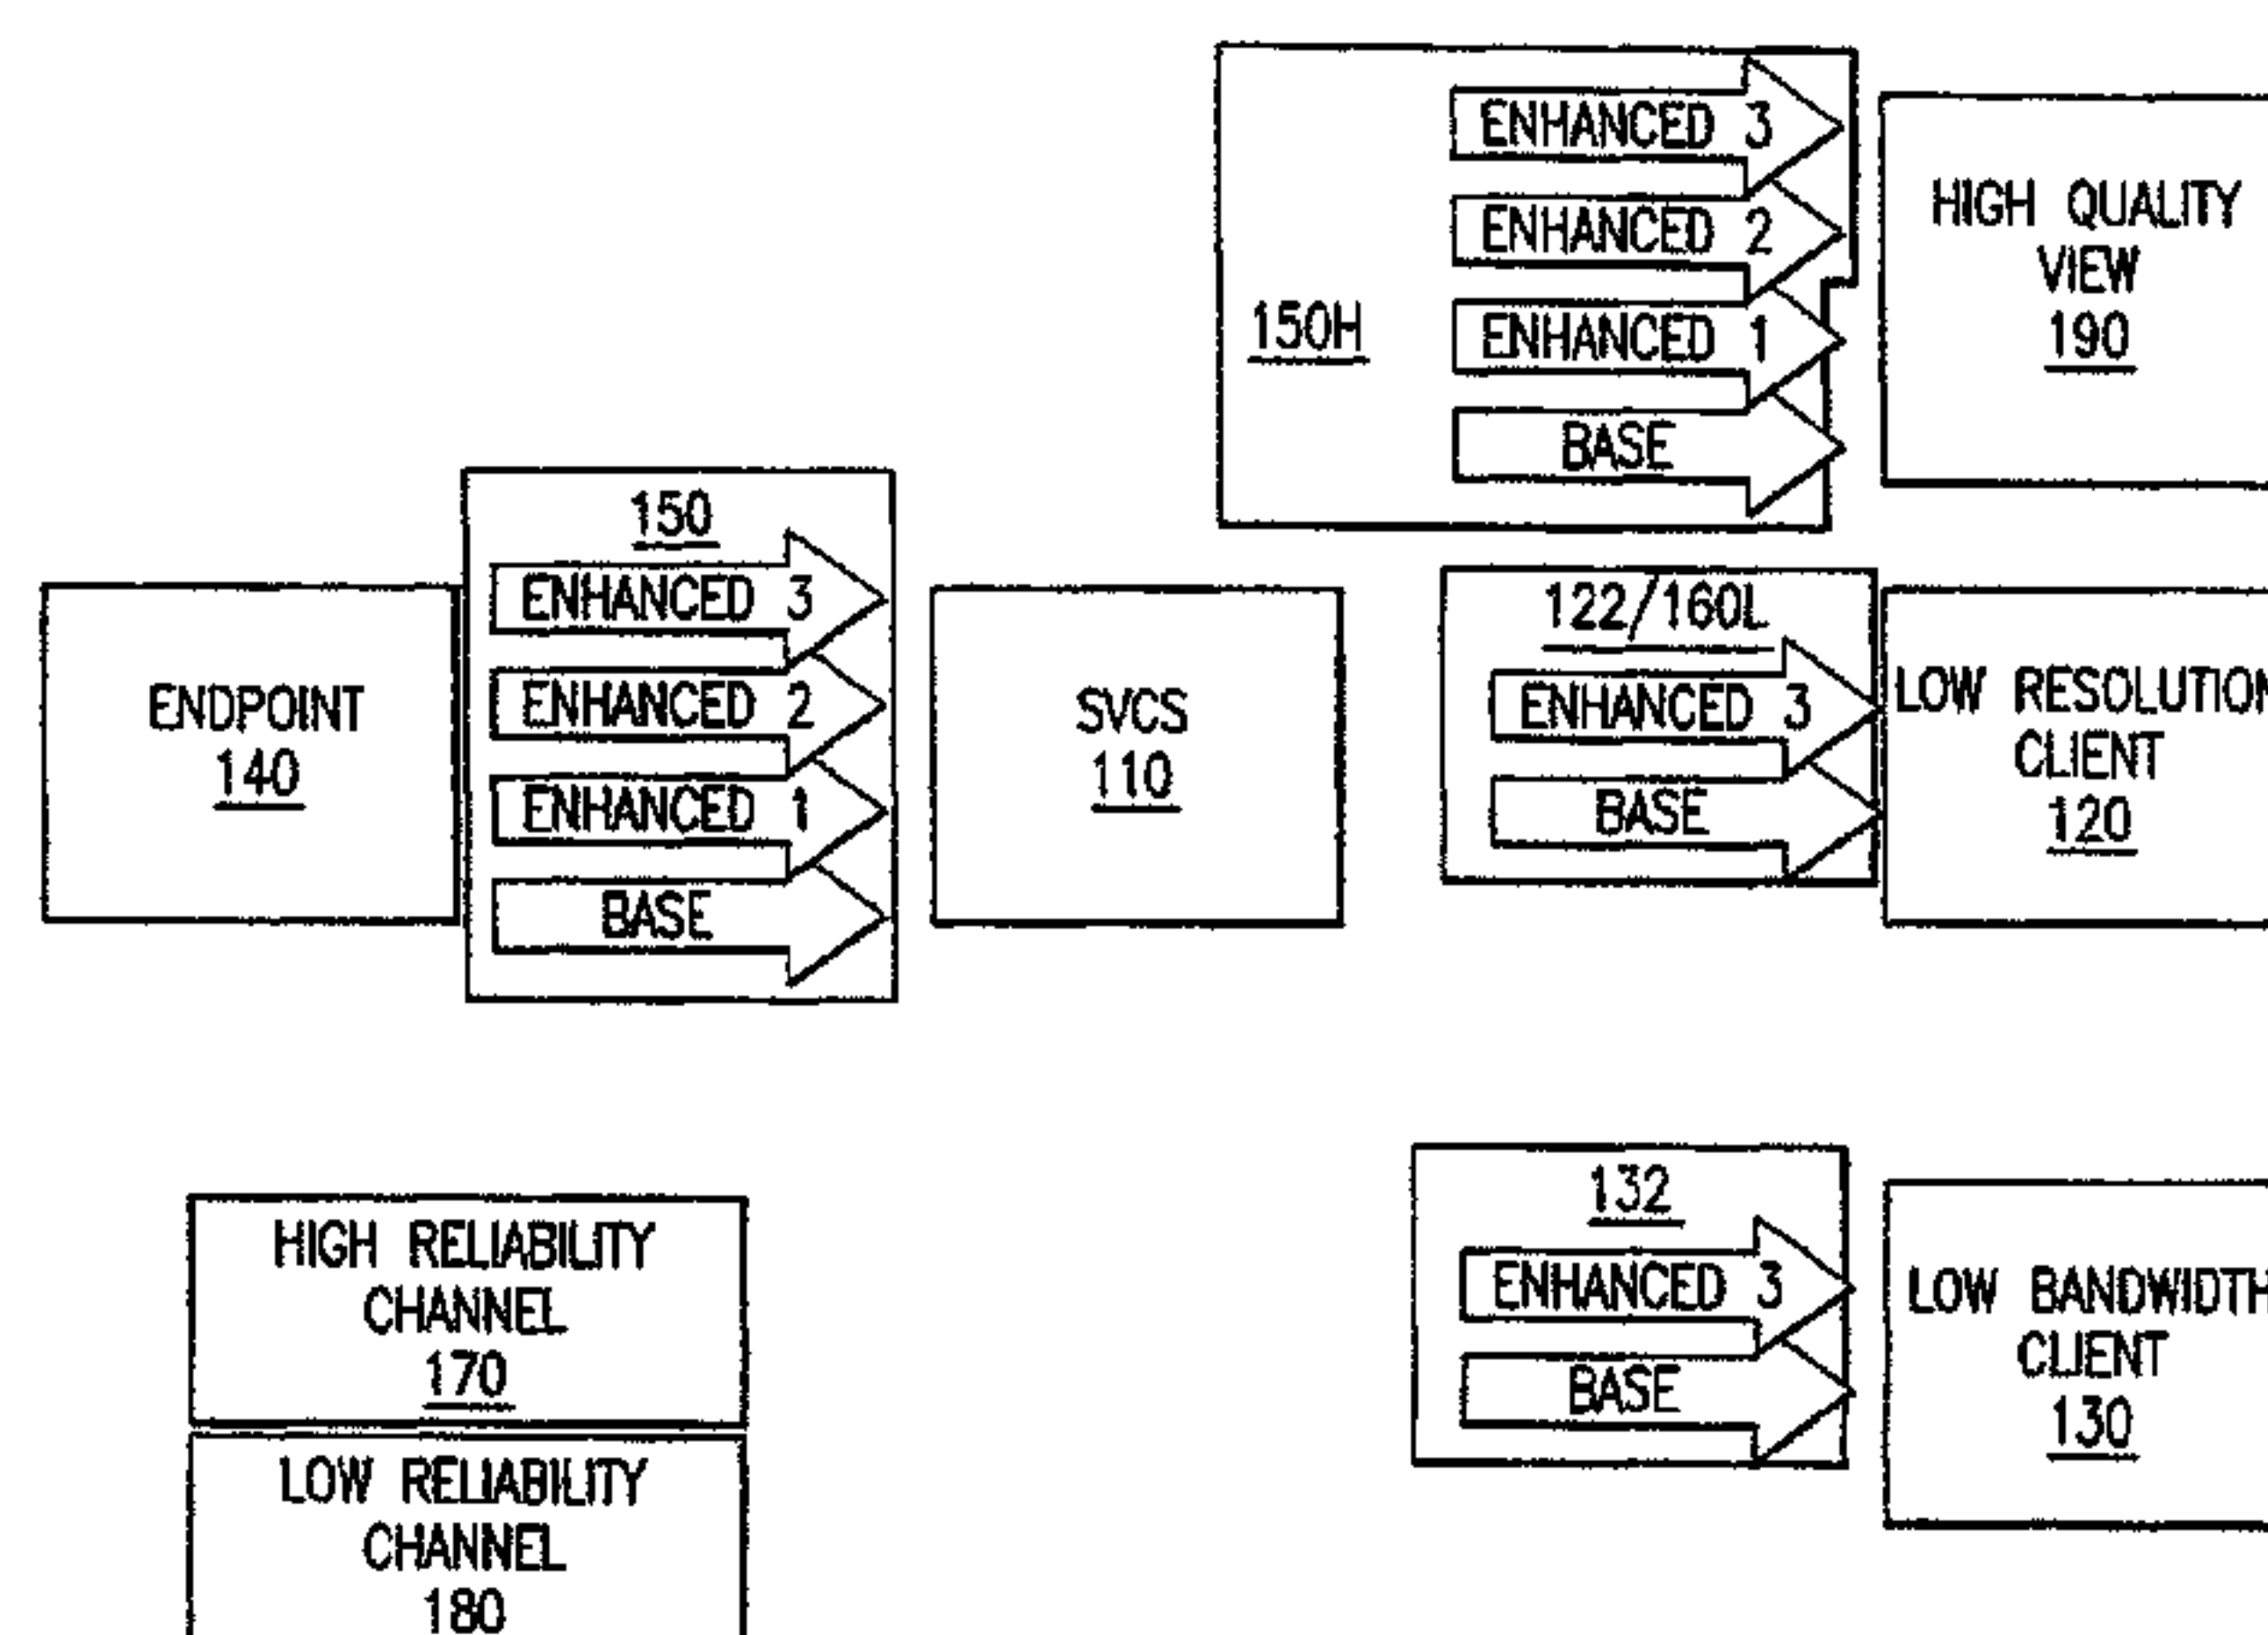 ENHANCED 3
ENHANCED 2
150H
ENHANCED 1
BASE
HIGH QUALITY
VIEW
190
150
ENHANCED 3
ENHANCED 2
ENHANCED 1
BASE
ENDPOINT
140
SVCS
110
122/160L
ENHANCED 3
BASE
LOW RESOLUTION
CLIENT
120
132
ENHANCED 3
BASE
LOW BANDWIDTH
CLIENT
130
HIGH RELIABILITY
CHANNEL
170
LOW RELIABILITY
CHANNEL
180